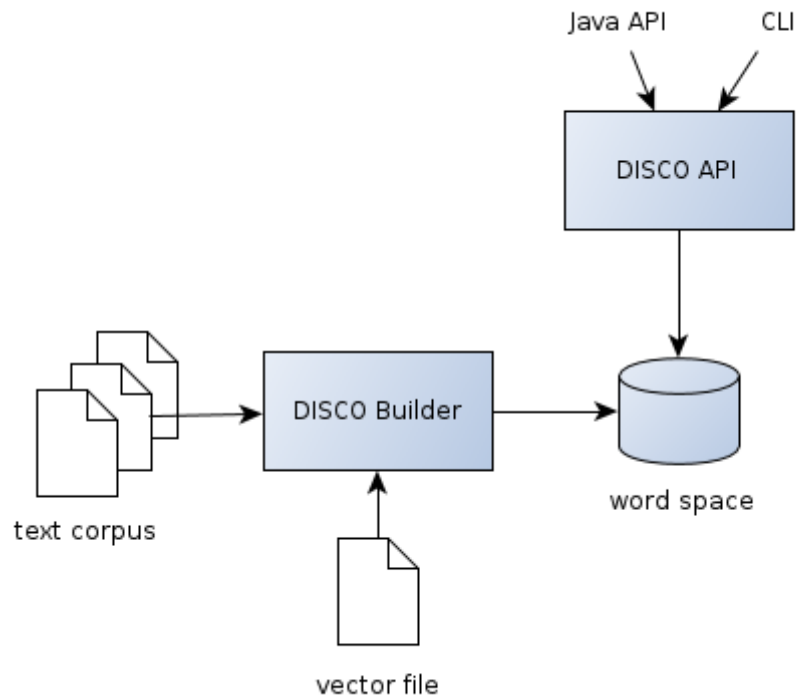 Java API
CLI
DISCO API
DISCO Builder
word space
text corpus
vector file